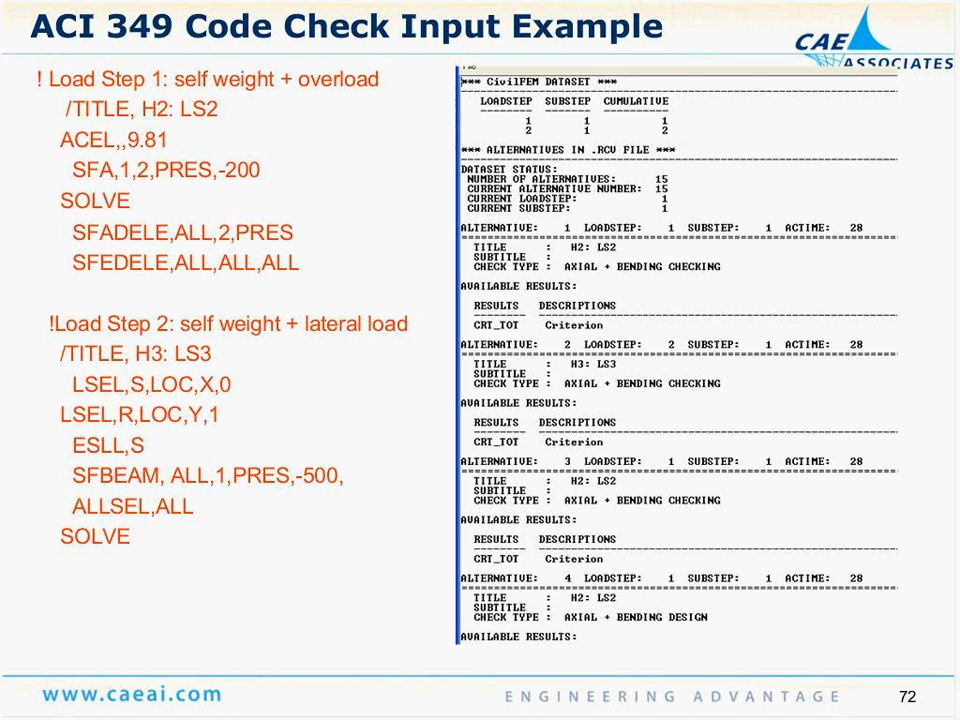 ACI 349 Code Check Input Example
CAE
ASSOCIATES
! Load Step 1: self weight + overload
/TITLE, H2: LS2
ACEL,,9.81
SFA,1,2,PRES,-200
SOLVE
SFADELE,ALL,2,PRES
SFEDELE,ALL,ALL,ALL
!Load Step 2: self weight + lateral load
/TITLE, H3: LS3
LSEL,S,LOC,X,0
LSEL,R,LOC,Y,1
ESLL,S
SFBEAM, ALL,1,PRES,-500,
ALLSEL,ALL
SOLVE
*** CivilFEM DATASET ***
LOADSTEP SUBSTEP CUMULATIVE
1 1 1
2 1 2
*** ALTERNATIVES IN .RCV FILE ***
DATASET STATUS:
NUMBER OF ALTERNATIVES: 15
CURRENT ALTERNATIVE NUMBER: 15
CURRENT LOADSTEP: 1
CURRENT SUBSTEP: 1
ALTERNATIVE: 1 LOADSTEP: 1 SUBSTEP: 1 ACTIME: 28
TITLE : H2: LS2
SUBTITLE :
CHECK TYPE : AXIAL + BENDING CHECKING
AVAILABLE RESULTS:
RESULTS DESCRIPTIONS
CRT_TOT Criterion
ALTERNATIVE: 2 LOADSTEP: 2 SUBSTEP: 1 ACTIME: 28
TITLE : H3: LS3
SUBTITLE :
CHECK TYPE : AXIAL + BENDING CHECKING
AVAILABLE RESULTS:
RESULTS DESCRIPTIONS
CRT_TOT Criterion
ALTERNATIVE: 3 LOADSTEP: 1 SUBSTEP: 1 ACTIME: 28
TITLE : H2: LS2
SUBTITLE :
CHECK TYPE : AXIAL + BENDING CHECKING
AVAILABLE RESULTS:
RESULTS DESCRIPTIONS
CRT_TOT Criterion
ALTERNATIVE: 4 LOADSTEP: 1 SUBSTEP: 1 ACTIME: 28
TITLE : H2: LS2
SUBTITLE :
CHECK TYPE : AXIAL + BENDING DESIGN
AVAILABLE RESULTS:
www.caeai.com
ENGINEERING ADVANTAGE
72